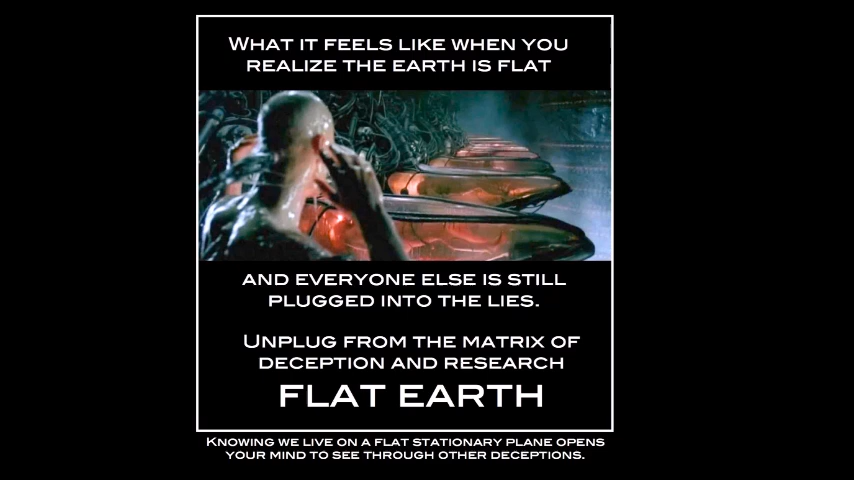 What it feels like when you
realize the earth is flat
and everyone else is still
plugged into the lies.
Unplug from the matrix of
deception and research
FLAT EARTH
Knowing we live on a flat stationary plane opens
your mind to see through other deceptions.